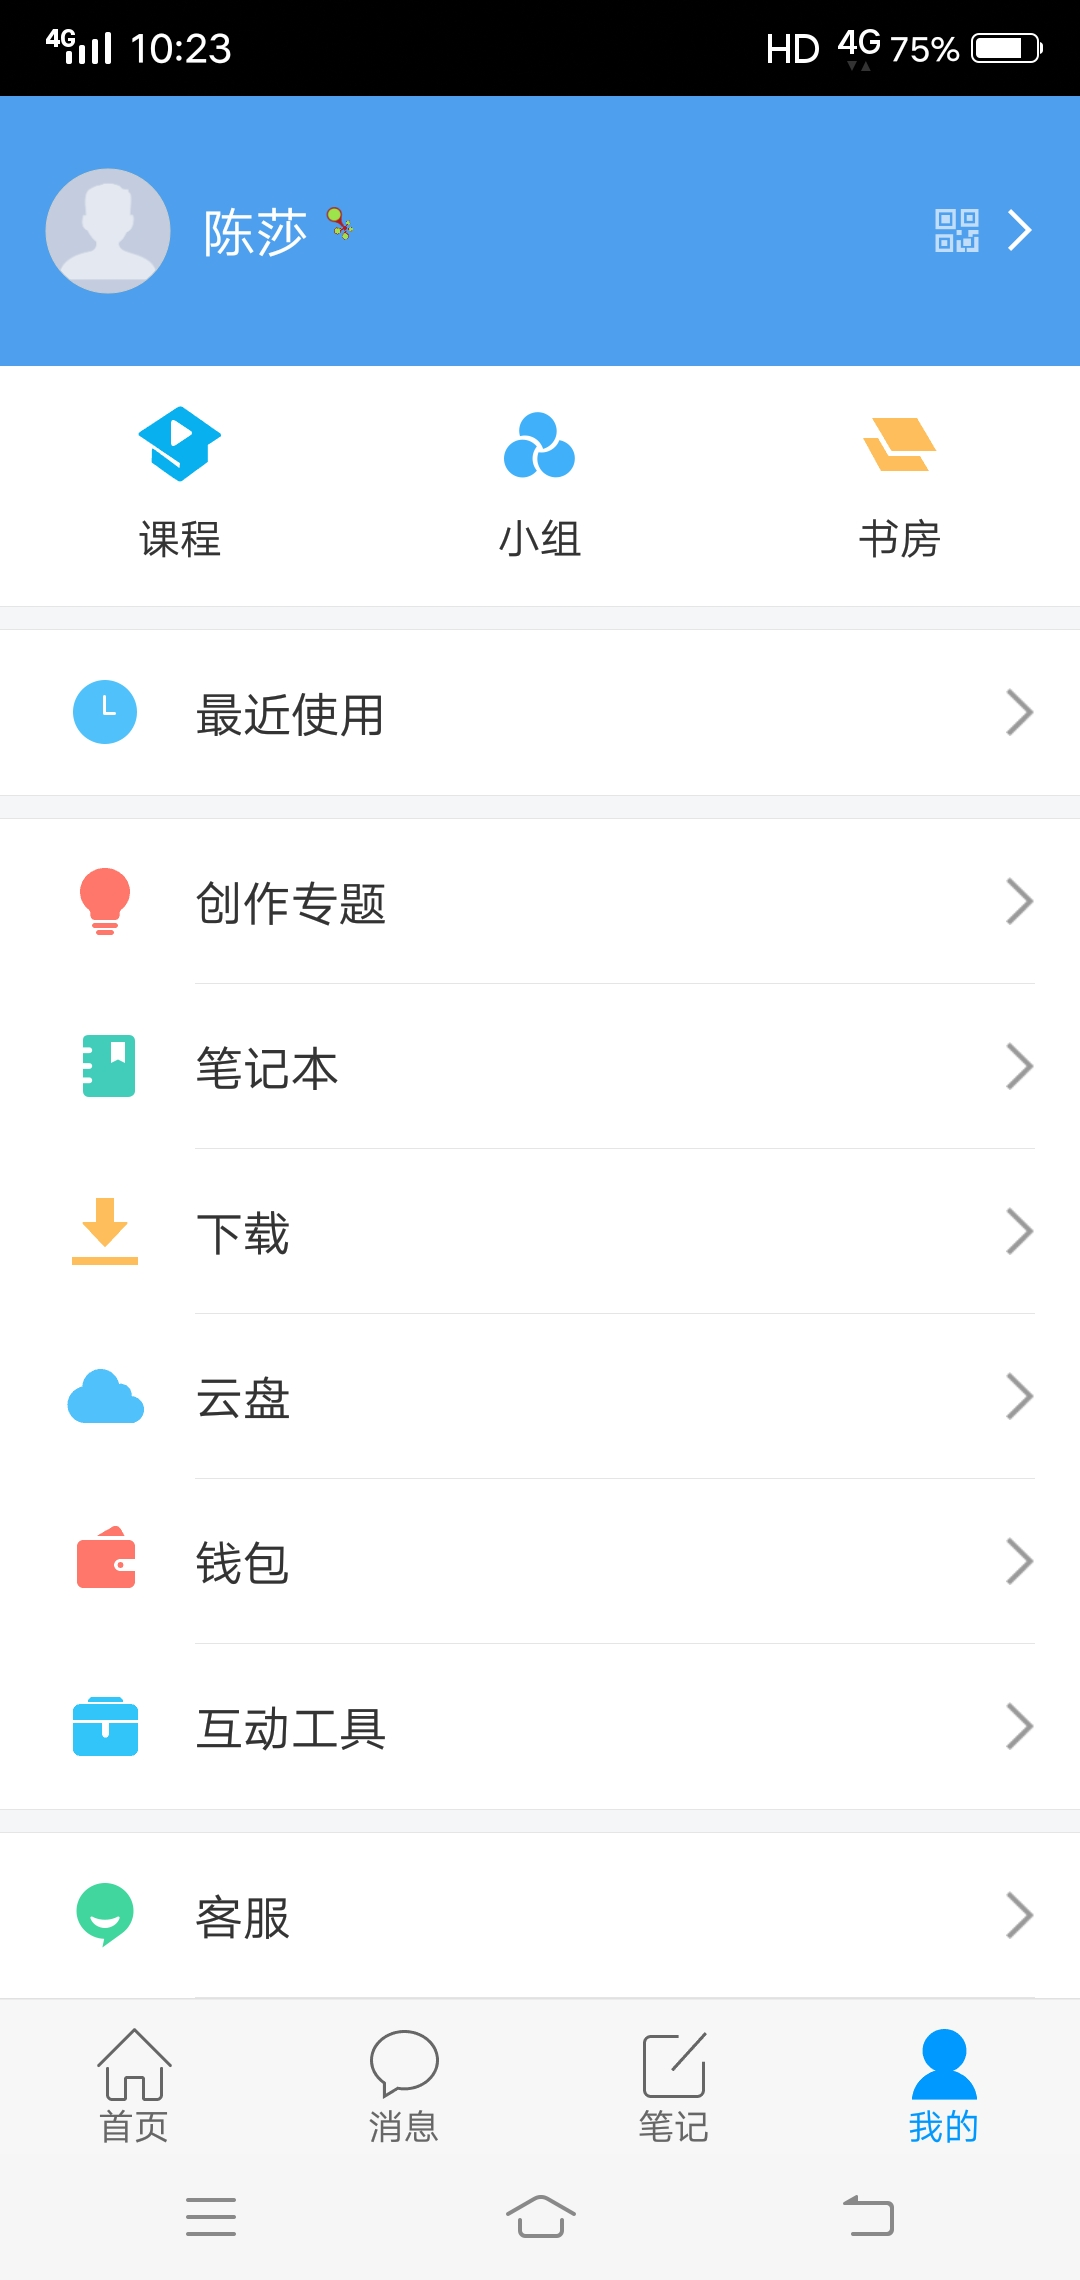 4G 10:23 HD 4G 75%
陈莎
课程 小组 书房
最近使用
创作专题
笔记本
下载
云盘
钱包
互动工具
客服
首页 消息 笔记 我的